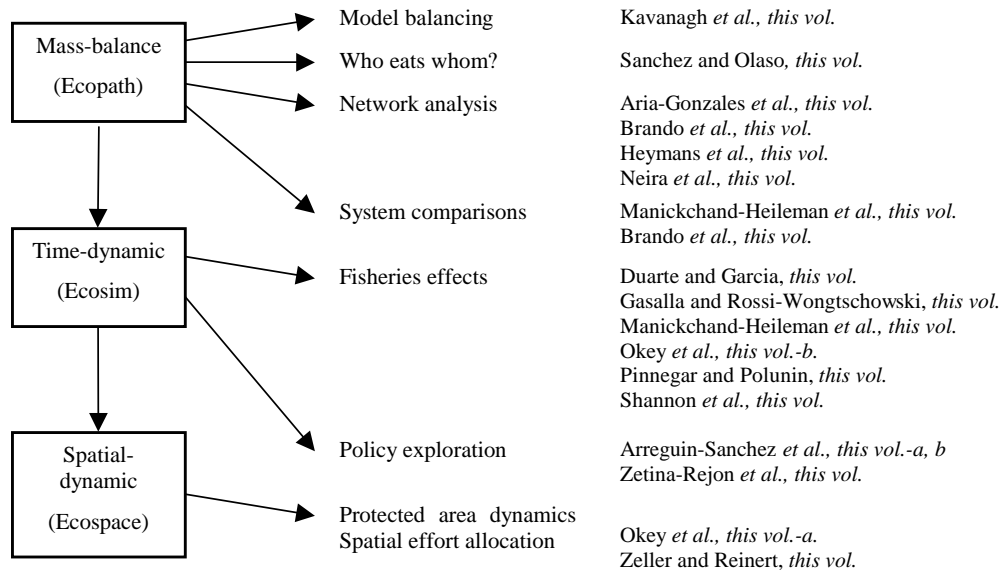 Mass-balance
(Ecopath)
Model balancing Kavanagh et al., this vol.
Who eats whom? Sanchez and Olaso, this vol.
Network analysis Aria-Gonzales et al., this vol.
Brando et al., this vol.
Heymans et al., this vol.
Neira et al., this vol.
System comparisons Manickchand-Heileman et al., this vol.
Brando et al., this vol.
Time-dynamic
(Ecosim)
Fisheries effects Duarte and Garcia, this vol.
Gasalla and Rossi-Wongtschowski, this vol.
Manickchand-Heileman et al., this vol.
Okey et al., this vol.-b.
Pinnegar and Polunin, this vol.
Shannon et al., this vol.
Policy exploration Arreguin-Sanchez et al., this vol.-a, b
Zetina-Rejon et al., this vol.
Spatial-
dynamic
(Ecospace)
Protected area dynamics
Spatial effort allocation Okey et al., this vol.-a.
Zeller and Reinert, this vol.